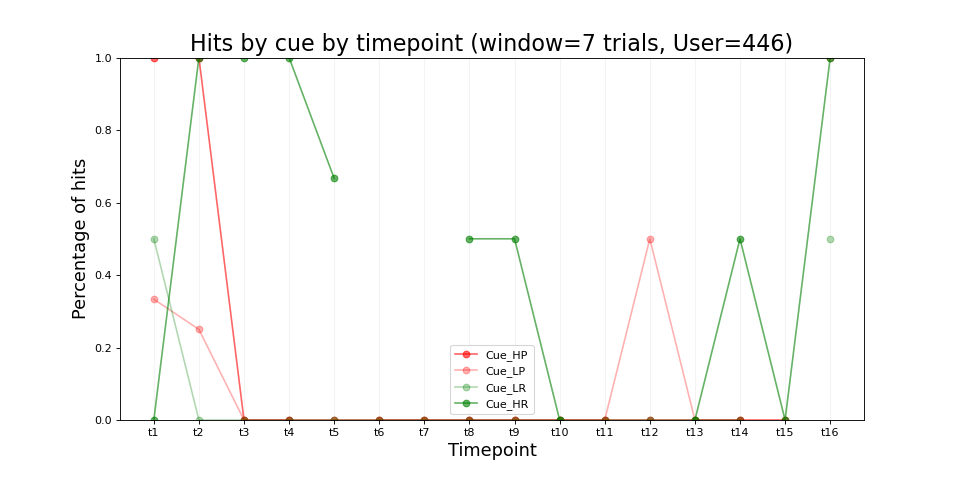 Hits by cue by timepoint (window=7 trials, User=446)
1.0
0.8
0.6
0.4
0.2
0.0
Percentage of hits
Cue_HP
Cue_LP
Cue_LR
Cue_HR
t1 t2 t3 t4 t5 t6 t7 t8 t9 t10 t11 t12 t13 t14 t15 t16
Timepoint